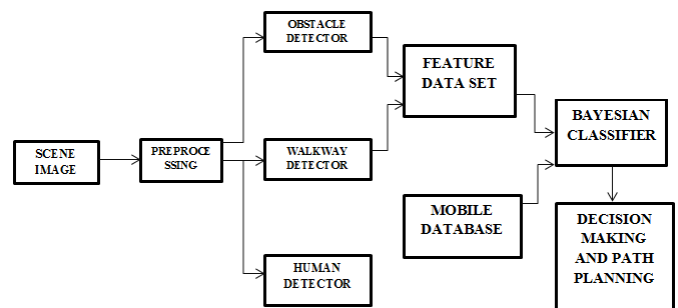 OBSTACLE
DETECTOR
FEATURE
DATA SET
BAYESIAN
CLASSIFIER
SCENE
IMAGE
PREPROCE
SSING
WALKWAY
DETECTOR
MOBILE
DATABASE
DECISION
MAKING
AND PATH
PLANNING
HUMAN
DETECTOR